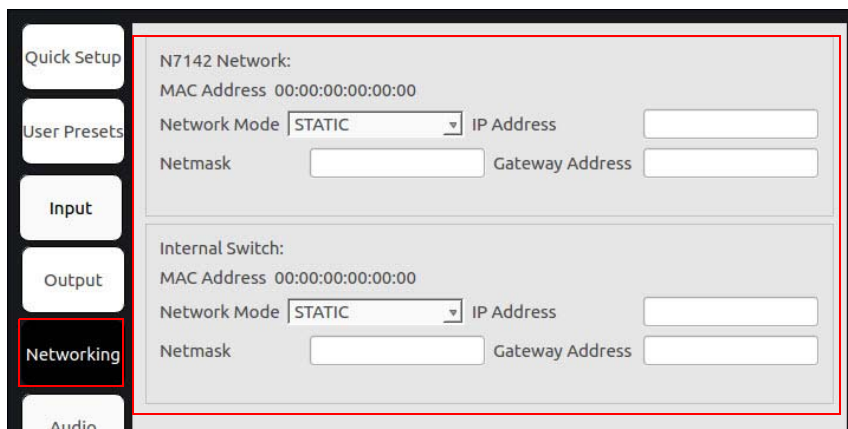 Quick Setup
User Presets
Input
Output
Networking
Audio
N7142 Network:
MAC Address 00:00:00:00:00:00
Network Mode STATIC IP Address
Netmask Gateway Address
Internal Switch:
MAC Address 00:00:00:00:00:00
Network Mode STATIC IP Address
Netmask Gateway Address